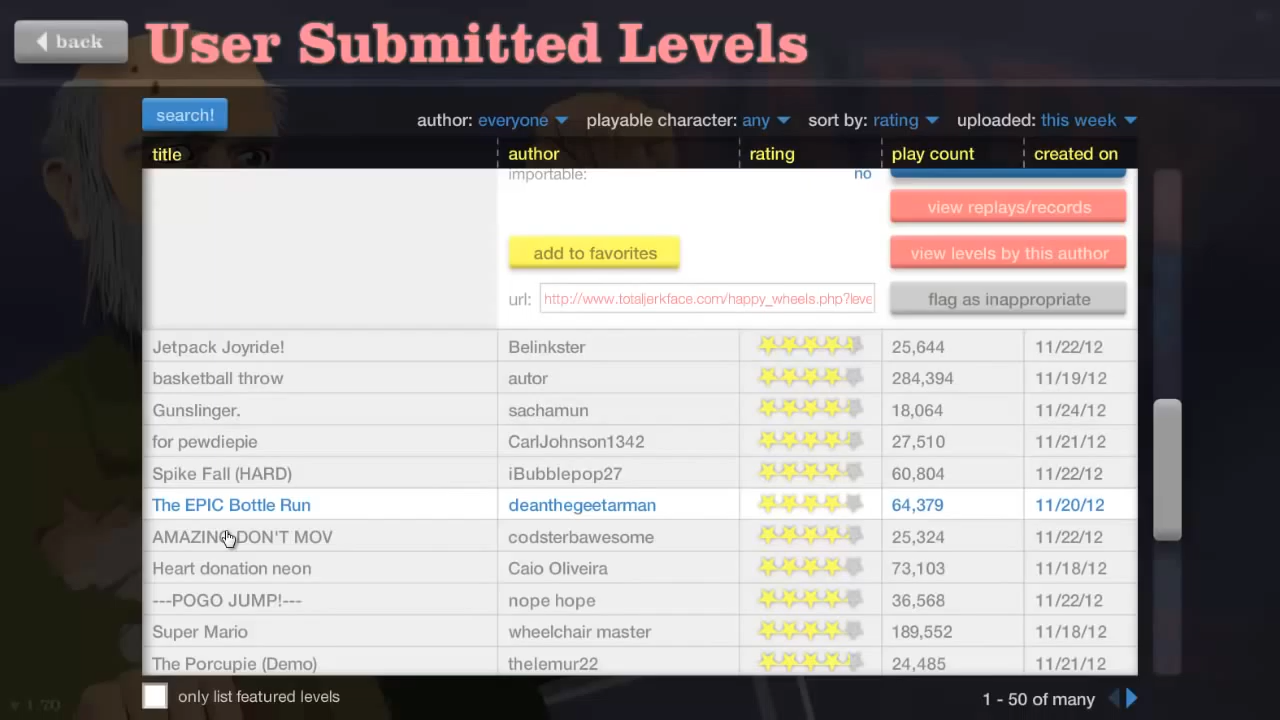 back
User Submitted Levels
search!
author: everyone playable character: any sort by: rating uploaded: this week
title author rating play count created on
importable: no
view replays/records
add to favorites view levels by this author
url: http://www.totaljerkface.com/happy_wheels.php?leve flag as inappropriate
Jetpack Joyride! Belinkster 25,644 11/22/12
basketball throw autor 284,394 11/19/12
Gunslinger. sachamun 18,064 11/24/12
for pewdiepie CarlJohnson1342 27,510 11/21/12
Spike Fall (HARD) iBubblepop27 60,804 11/22/12
The EPIC Bottle Run deanthegeetarman 64,379 11/20/12
AMAZING DON'T MOV codsterbawesome 25,324 11/22/12
Heart donation neon Caio Oliveira 73,103 11/18/12
---POGO JUMP!--- nope hope 36,568 11/22/12
Super Mario wheelchair master 189,552 11/18/12
The Porcupie (Demo) thelemur22 24,485 11/21/12
only list featured levels 1 - 50 of many
v 1.70